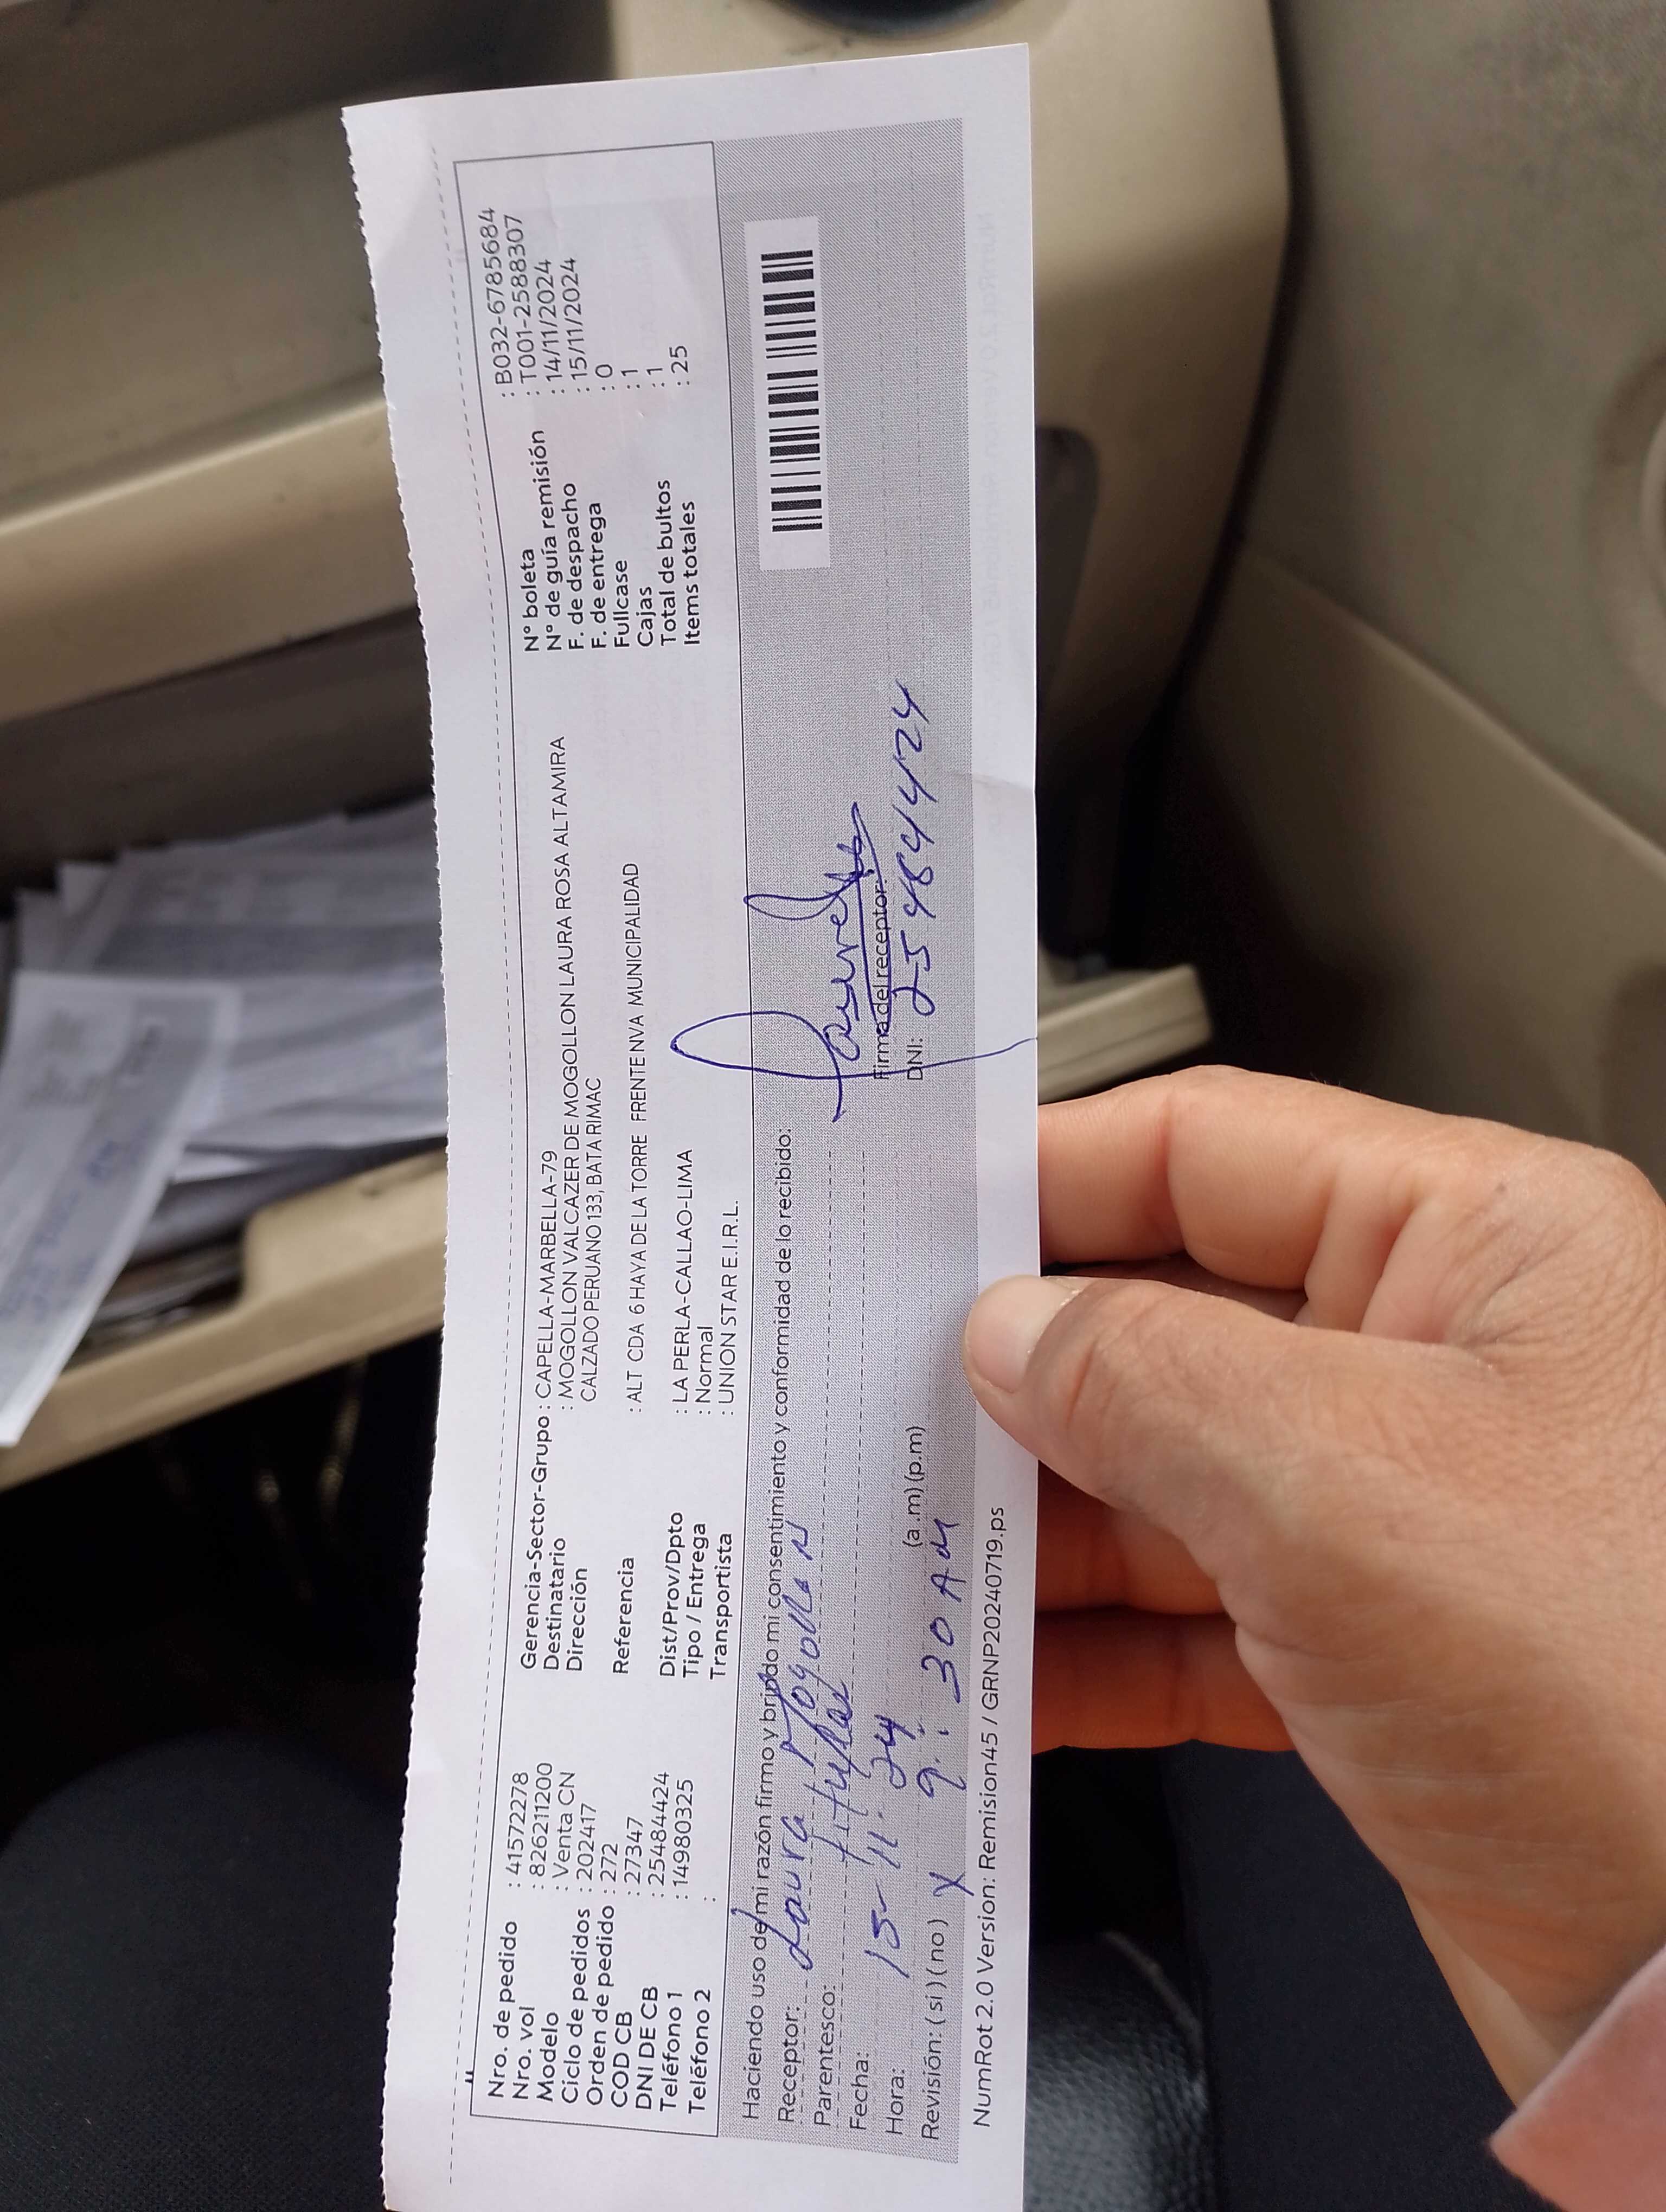 Nro. de pedido : 41572278
Nro. vol : 826211200
Modelo : Venta CN
Ciclo de pedidos : 202417
Orden de pedido : 272
COD CB : 27347
DNI DE CB : 25484424
Teléfono 1 : 14980325
Teléfono 2 :
Gerencia-Sector-Grupo : CAPELLA-MARBELLA-79
Destinatario : MOGOLLON VALCAZER DE MOGOLLON LAURA ROSA ALTAMIRA
Dirección CALZADO PERUANO 133, BATA RIMAC
Referencia : ALT CDA 6 HAYA DE LA TORRE FRENTE NVA MUNICIPALIDAD
Dist/Prov/Dpto : LA PERLA-CALLAO-LIMA
Tipo / Entrega : Normal
Transportista : UNION STAR E.I.R.L.
N° boleta : B032-6785684
N° de guía remisión : T001-2588307
F. de despacho : 14/11/2024
F. de entrega : 15/11/2024
Fullcase : 0
Cajas : 1
Total de bultos : 1
Items totales : 25
Haciendo uso de mi razón firmo y brindo mi consentimiento y conformidad de lo recibido:
Receptor: Laura Mogollon
Parentesco: titular
Fecha: 15-11-24
Hora: 9:30 AM (a .m) (p.m)
Revisión: ( si ) ( no ) X
Firma del receptor
DNI: 25484424
NumRot 2.0 Version: Remision45 / GRNP20240719.ps